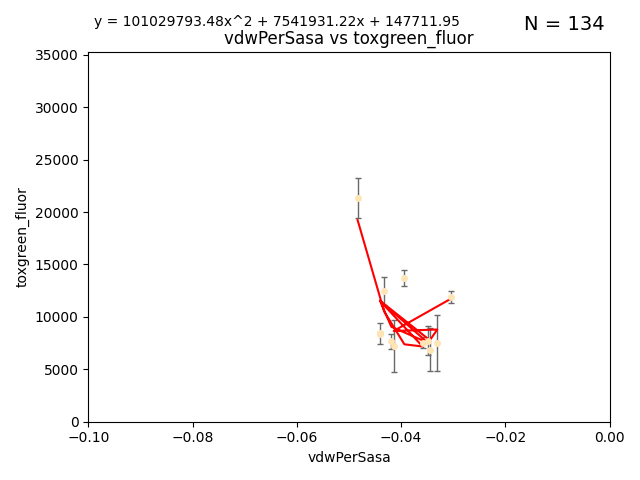 y = 101029793.48x^2 + 7541931.22x + 147711.95
N = 134
vdwPerSasa vs toxgreen_fluor
35000
30000
25000
20000
15000
10000
5000
0
toxgreen_fluor
−0.10
−0.08
−0.06
−0.04
−0.02
0.00
vdwPerSasa